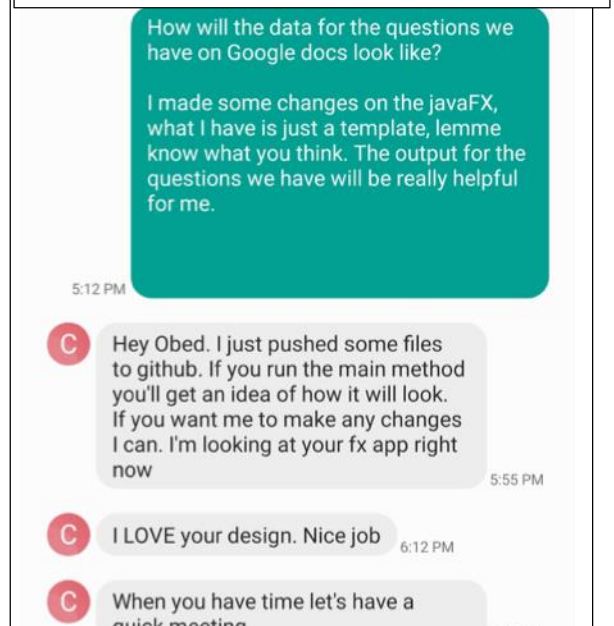 How will the data for the questions we
have on Google docs look like?
I made some changes on the javaFX,
what I have is just a template, lemme
know what you think. The output for the
questions we have will be really helpful
for me.
5:12 PM
C
Hey Obed. I just pushed some files
to github. If you run the main method
you'll get an idea of how it will look.
If you want me to make any changes
I can. I'm looking at your fx app right
now
5:55 PM
C
I LOVE your design. Nice job
6:12 PM
C
When you have time let's have a
quick meeting